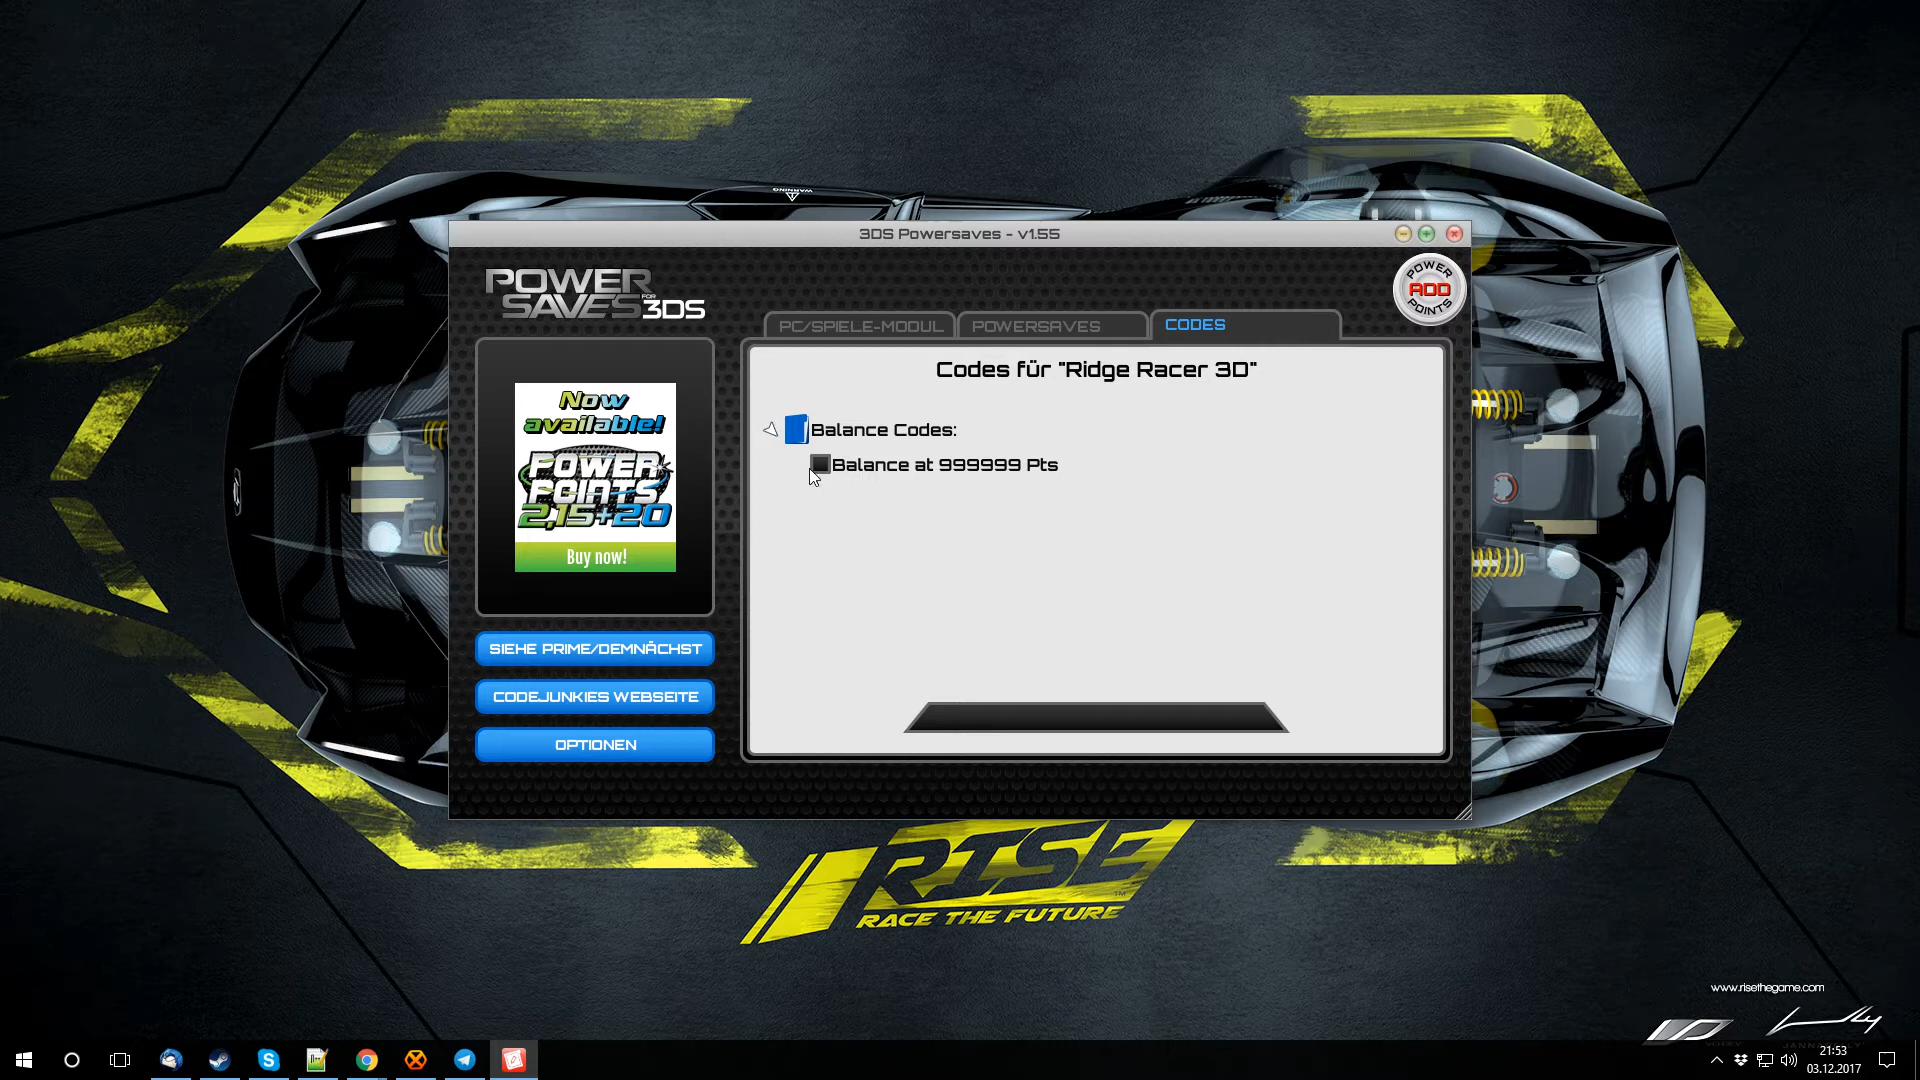 WARNING
3DS Powersaves - v1.55
POWER
SAVES FOR 3DS
POWER
ADD
POINTS
PC/SPIELE-MODUL
POWERSAVES
CODES
Codes für "Ridge Racer 3D"
Balance Codes:
Balance at 999999 Pts
Now
available!
POWER
POINTS
2,15+20
Buy now!
SIEHE PRIME/DEMNÄCHST
CODEJUNKIES WEBSEITE
OPTIONEN
RISE
TM
RACE THE FUTURE
www.risethegame.com
21:53
03.12.2017